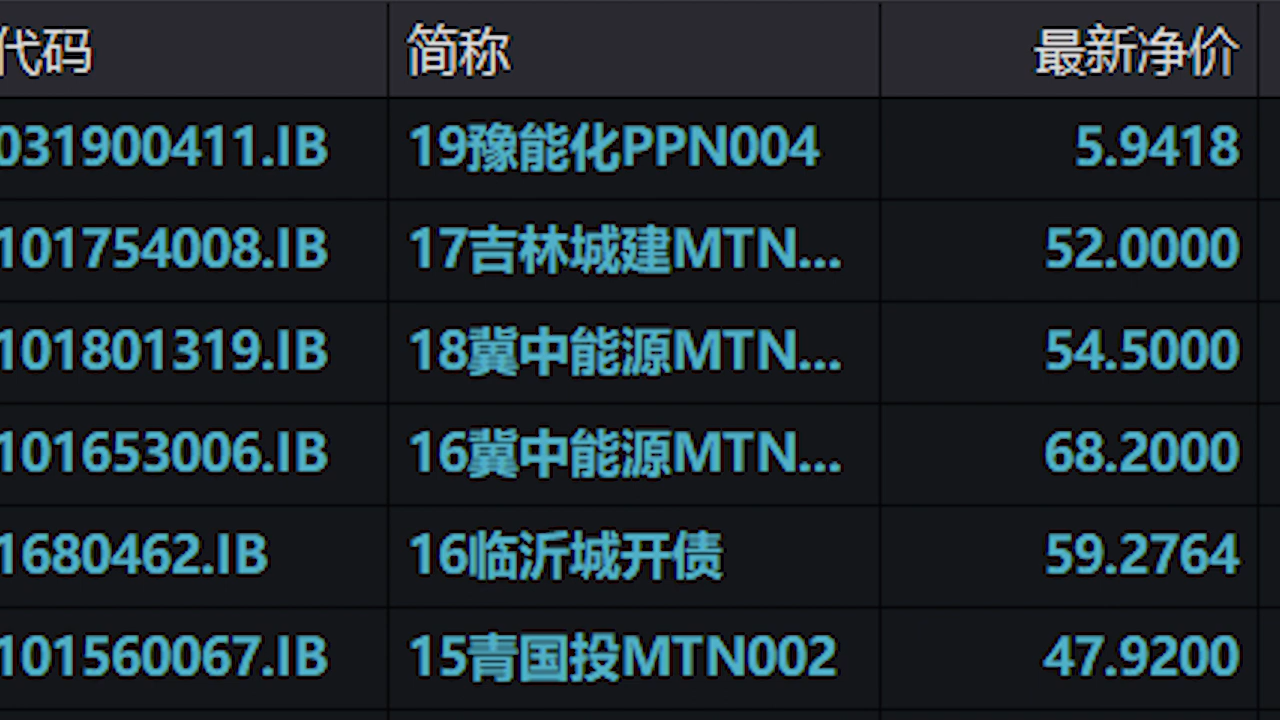 代码 简称 最新净价
031900411.IB 19豫能化PPN004 5.9418
101754008.IB 17吉林城建MTN... 52.0000
101801319.IB 18冀中能源MTN... 54.5000
101653006.IB 16冀中能源MTN... 68.2000
1680462.IB 16临沂城开债 59.2764
101560067.IB 15青国投MTN002 47.9200